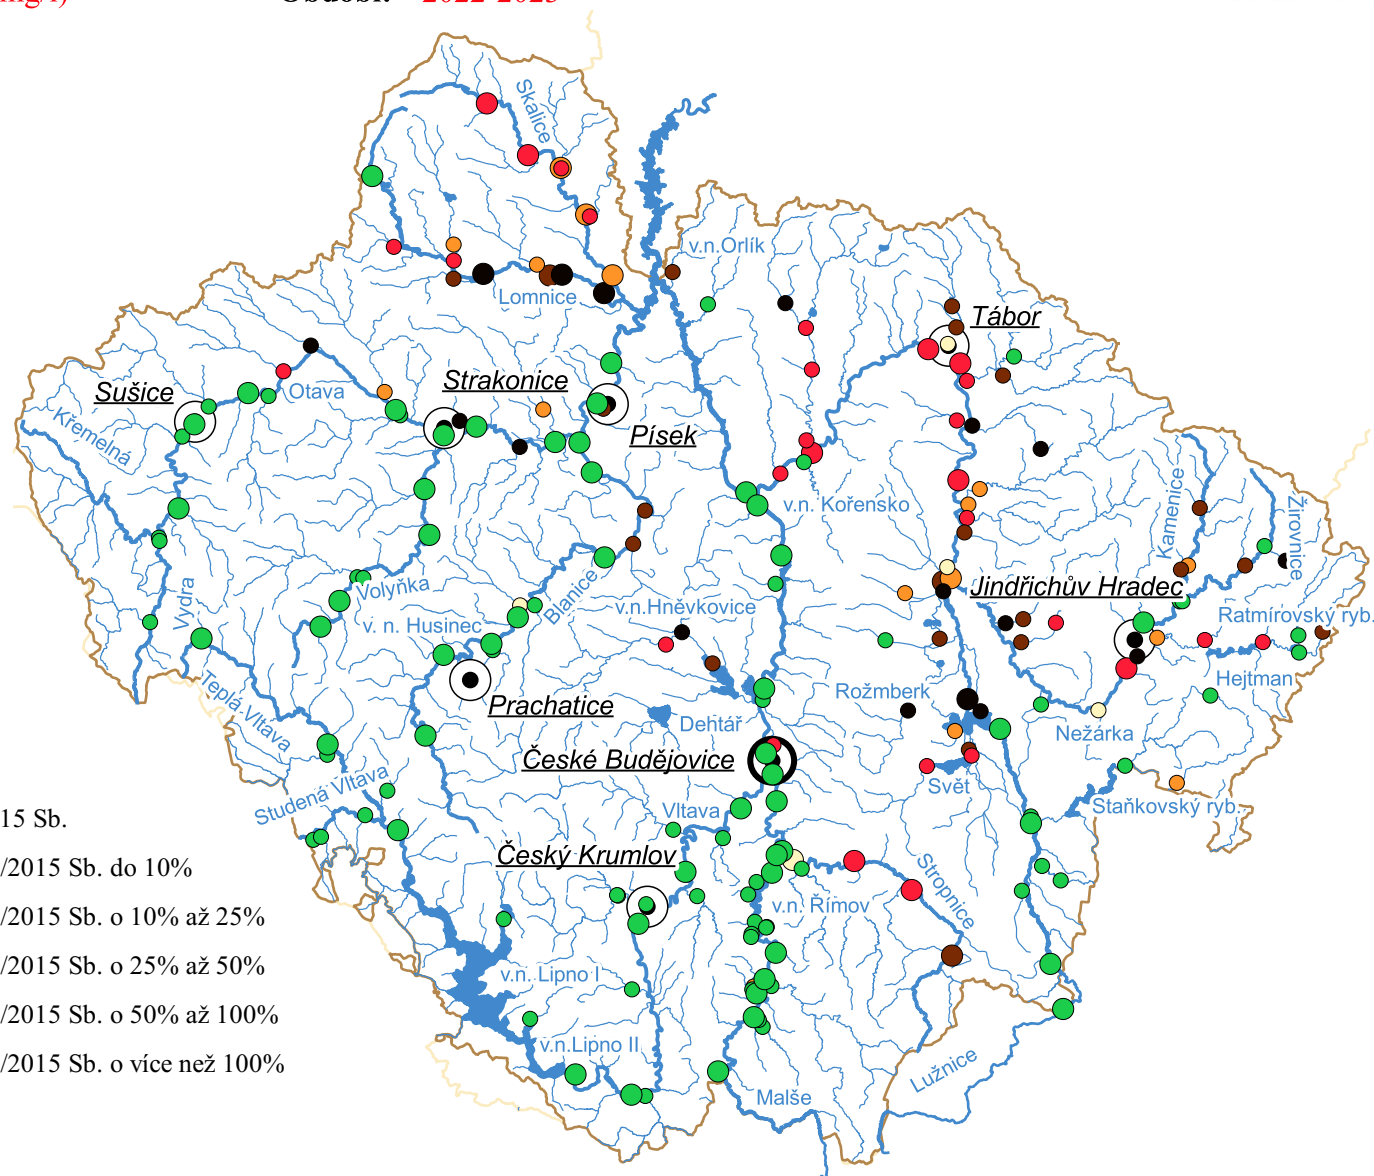 mg/l)
Období: 2022-2023
Skalice
v.n.Orlík
Lomnice
Tábor
Sušice
Otava
Strakonice
Písek
Křemelná
v.n. Kořensko
Kamenice
Žirovnice
Jindřichův Hradec
Vydra
Volyňka
Blanice
v.n.Hněvkovice
Ratmírovský ryb.
v. n. Husinec
Hejtman
Teplá Vltava
Prachatice
Rožmberk
Dehtář
Nežárka
České Budějovice
Svět
Staňkovský ryb.
Studená Vltava
Vltava
15 Sb.
/2015 Sb. do 10%
Český Krumlov
Stropnice
/2015 Sb. o 10% až 25%
v.n. Římov
/2015 Sb. o 25% až 50%
v.n. Lipno I
/2015 Sb. o 50% až 100%
v.n.Lipno II
/2015 Sb. o více než 100%
Lužnice
Malše